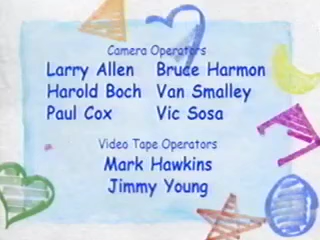 Camera Operators
Larry Allen Bruce Harmon
Harold Boch Van Smalley
Paul Cox Vic Sosa
Video Tape Operators
Mark Hawkins
Jimmy Young